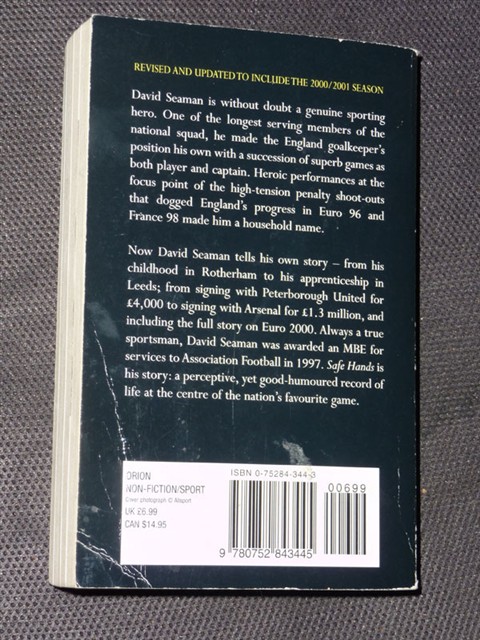 REVISED AND UPDATED TO INCLUDE THE 2000/2001 SEASON
David Seaman is without doubt a genuine sporting
hero. One of the longest serving members of the
national squad, he made the England goalkeeper's
position his own with a succession of superb games as
both player and captain. Heroic performances at the
focus point of the high-tension penalty shoot-outs
that dogged England's progress in Euro 96 and
France 98 made him a household name.
Now David Seaman tells his own story – from his
childhood in Rotherham to his apprenticeship in
Leeds; from signing with Peterborough United for
£4,000 to signing with Arsenal for £1.3 million, and
including the full story on Euro 2000. Always a true
sportsman, David Seaman was awarded an MBE for
services to Association Football in 1997. Safe Hands is
his story: a perceptive, yet good-humoured record of
life at the centre of the nation's favourite game.
ORION
NON-FICTION/SPORT
Cover photograph © Allsport
UK £6.99
CAN $14.95
ISBN 0-75284-344-3
00699
9 780752 843445